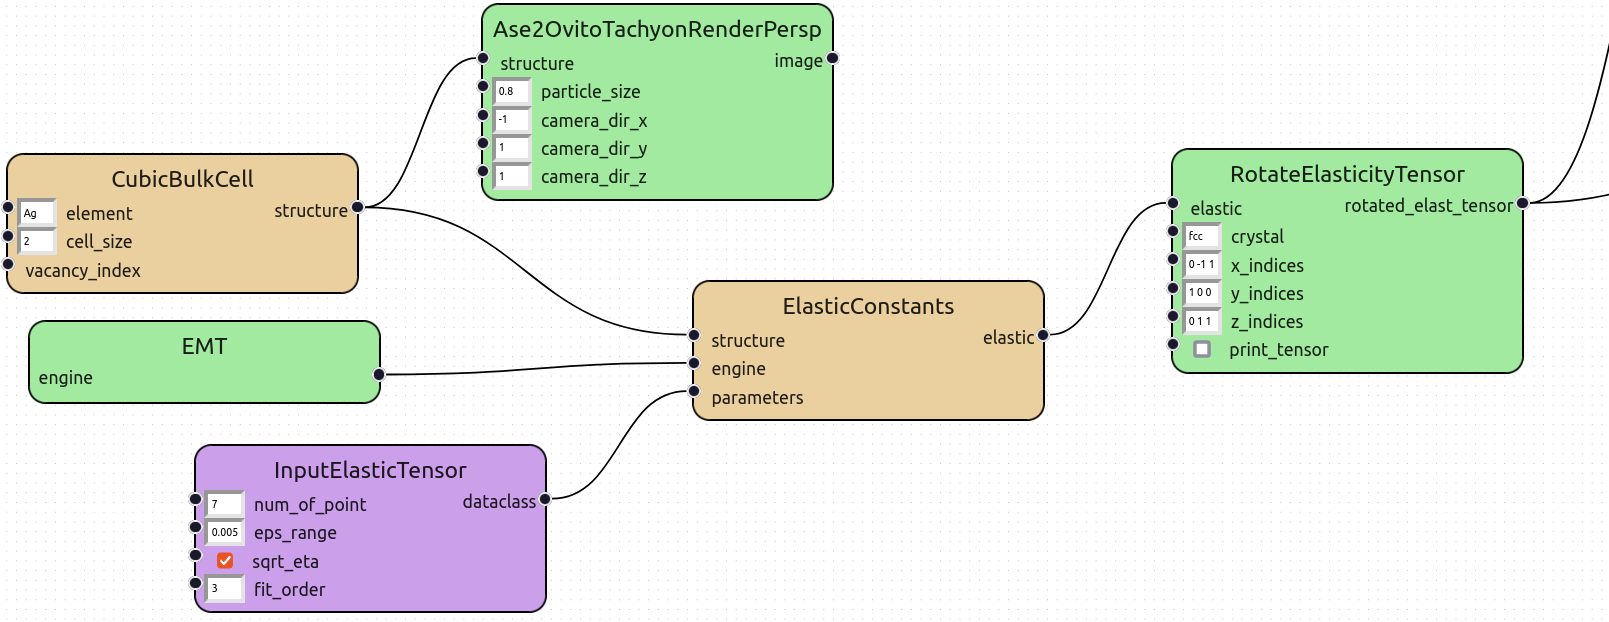 Ase2OvitoTachyonRenderPersp
structure
image
0.8 particle_size
-1 camera_dir_x
1 camera_dir_y
1 camera_dir_z
CubicBulkCell
Ag element
structure
2 cell_size
vacancy_index
EMT
engine
InputElasticTensor
7 num_of_point
dataclass
0.005 eps_range
sqrt_eta
3 fit_order
ElasticConstants
structure
elastic
engine
parameters
RotateElasticityTensor
elastic
rotated_elast_tensor
fcc crystal
0 -1 1 x_indices
1 0 0 y_indices
0 1 1 z_indices
print_tensor